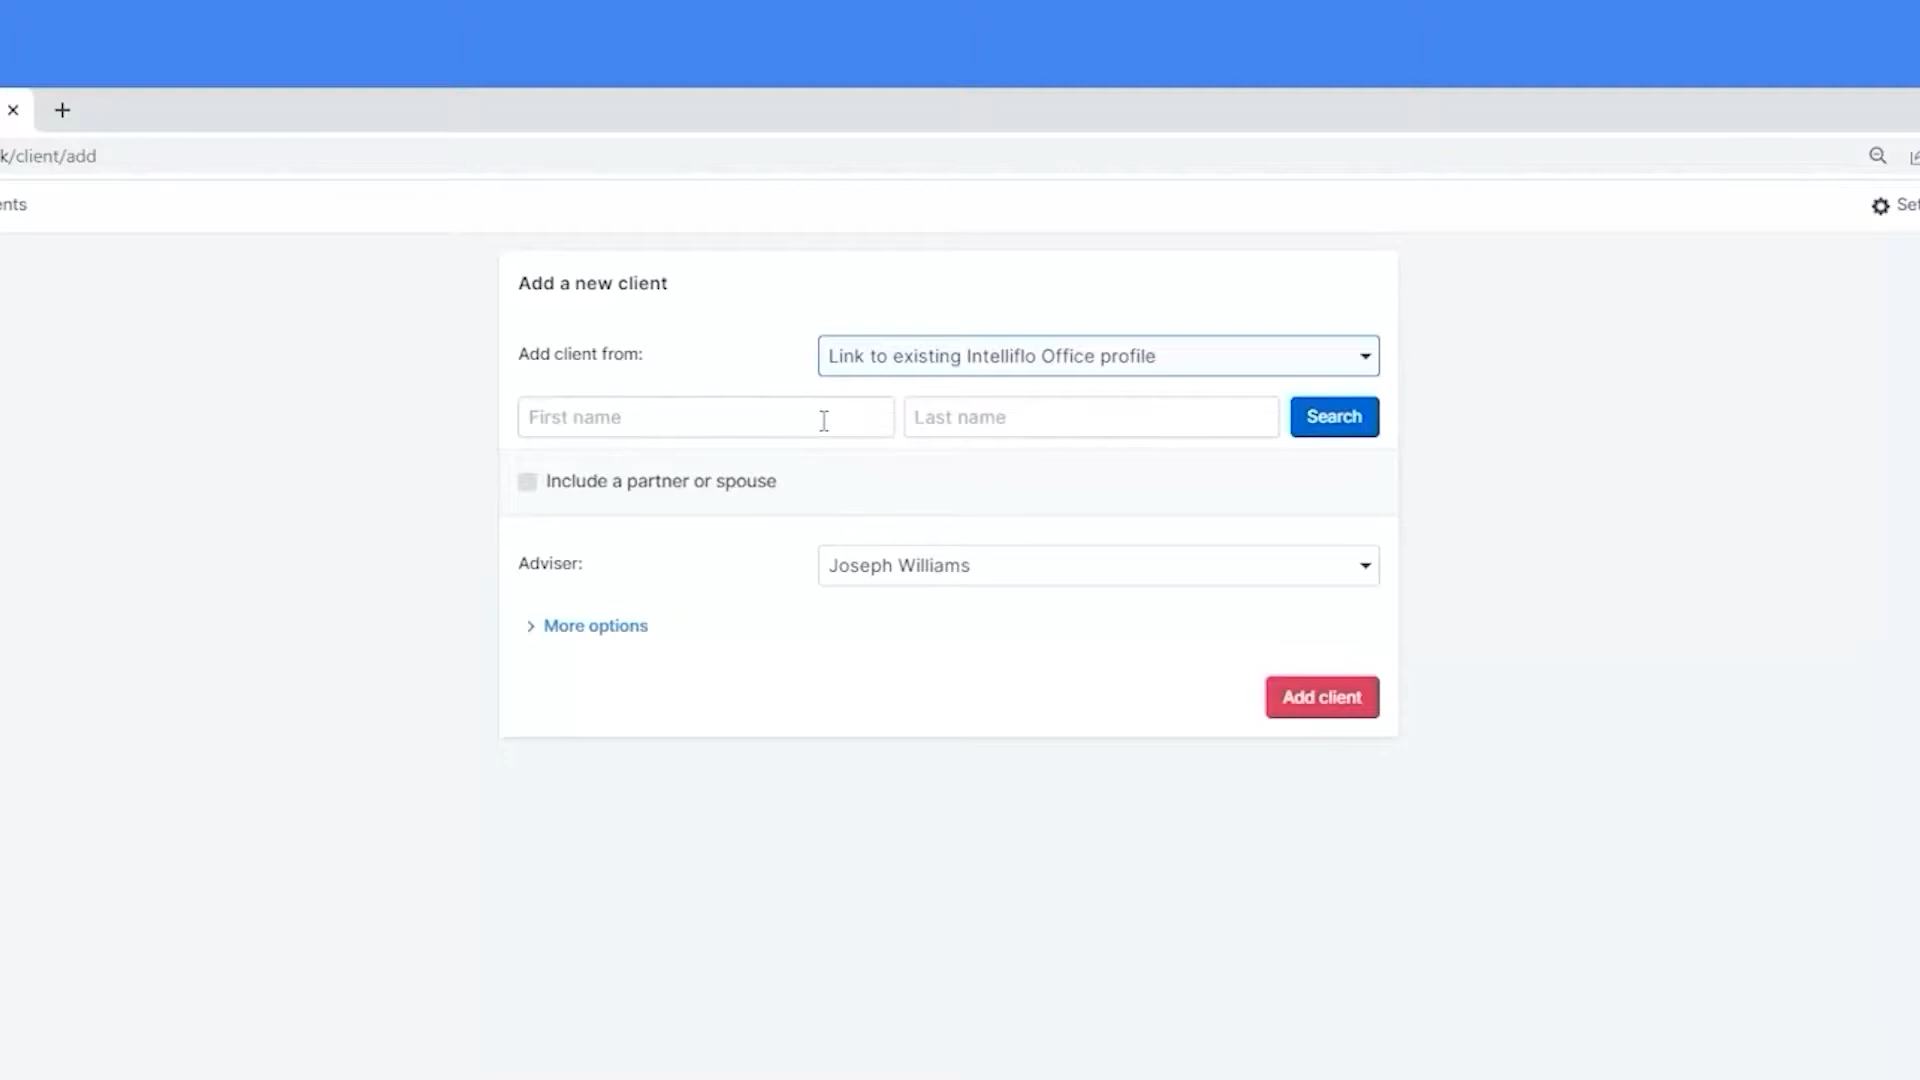 k/client/add
ents
Set
Add a new client
Add client from:
Link to existing Intelliflo Office profile
First name
Last name
Search
Include a partner or spouse
Adviser:
Joseph Williams
More options
Add client